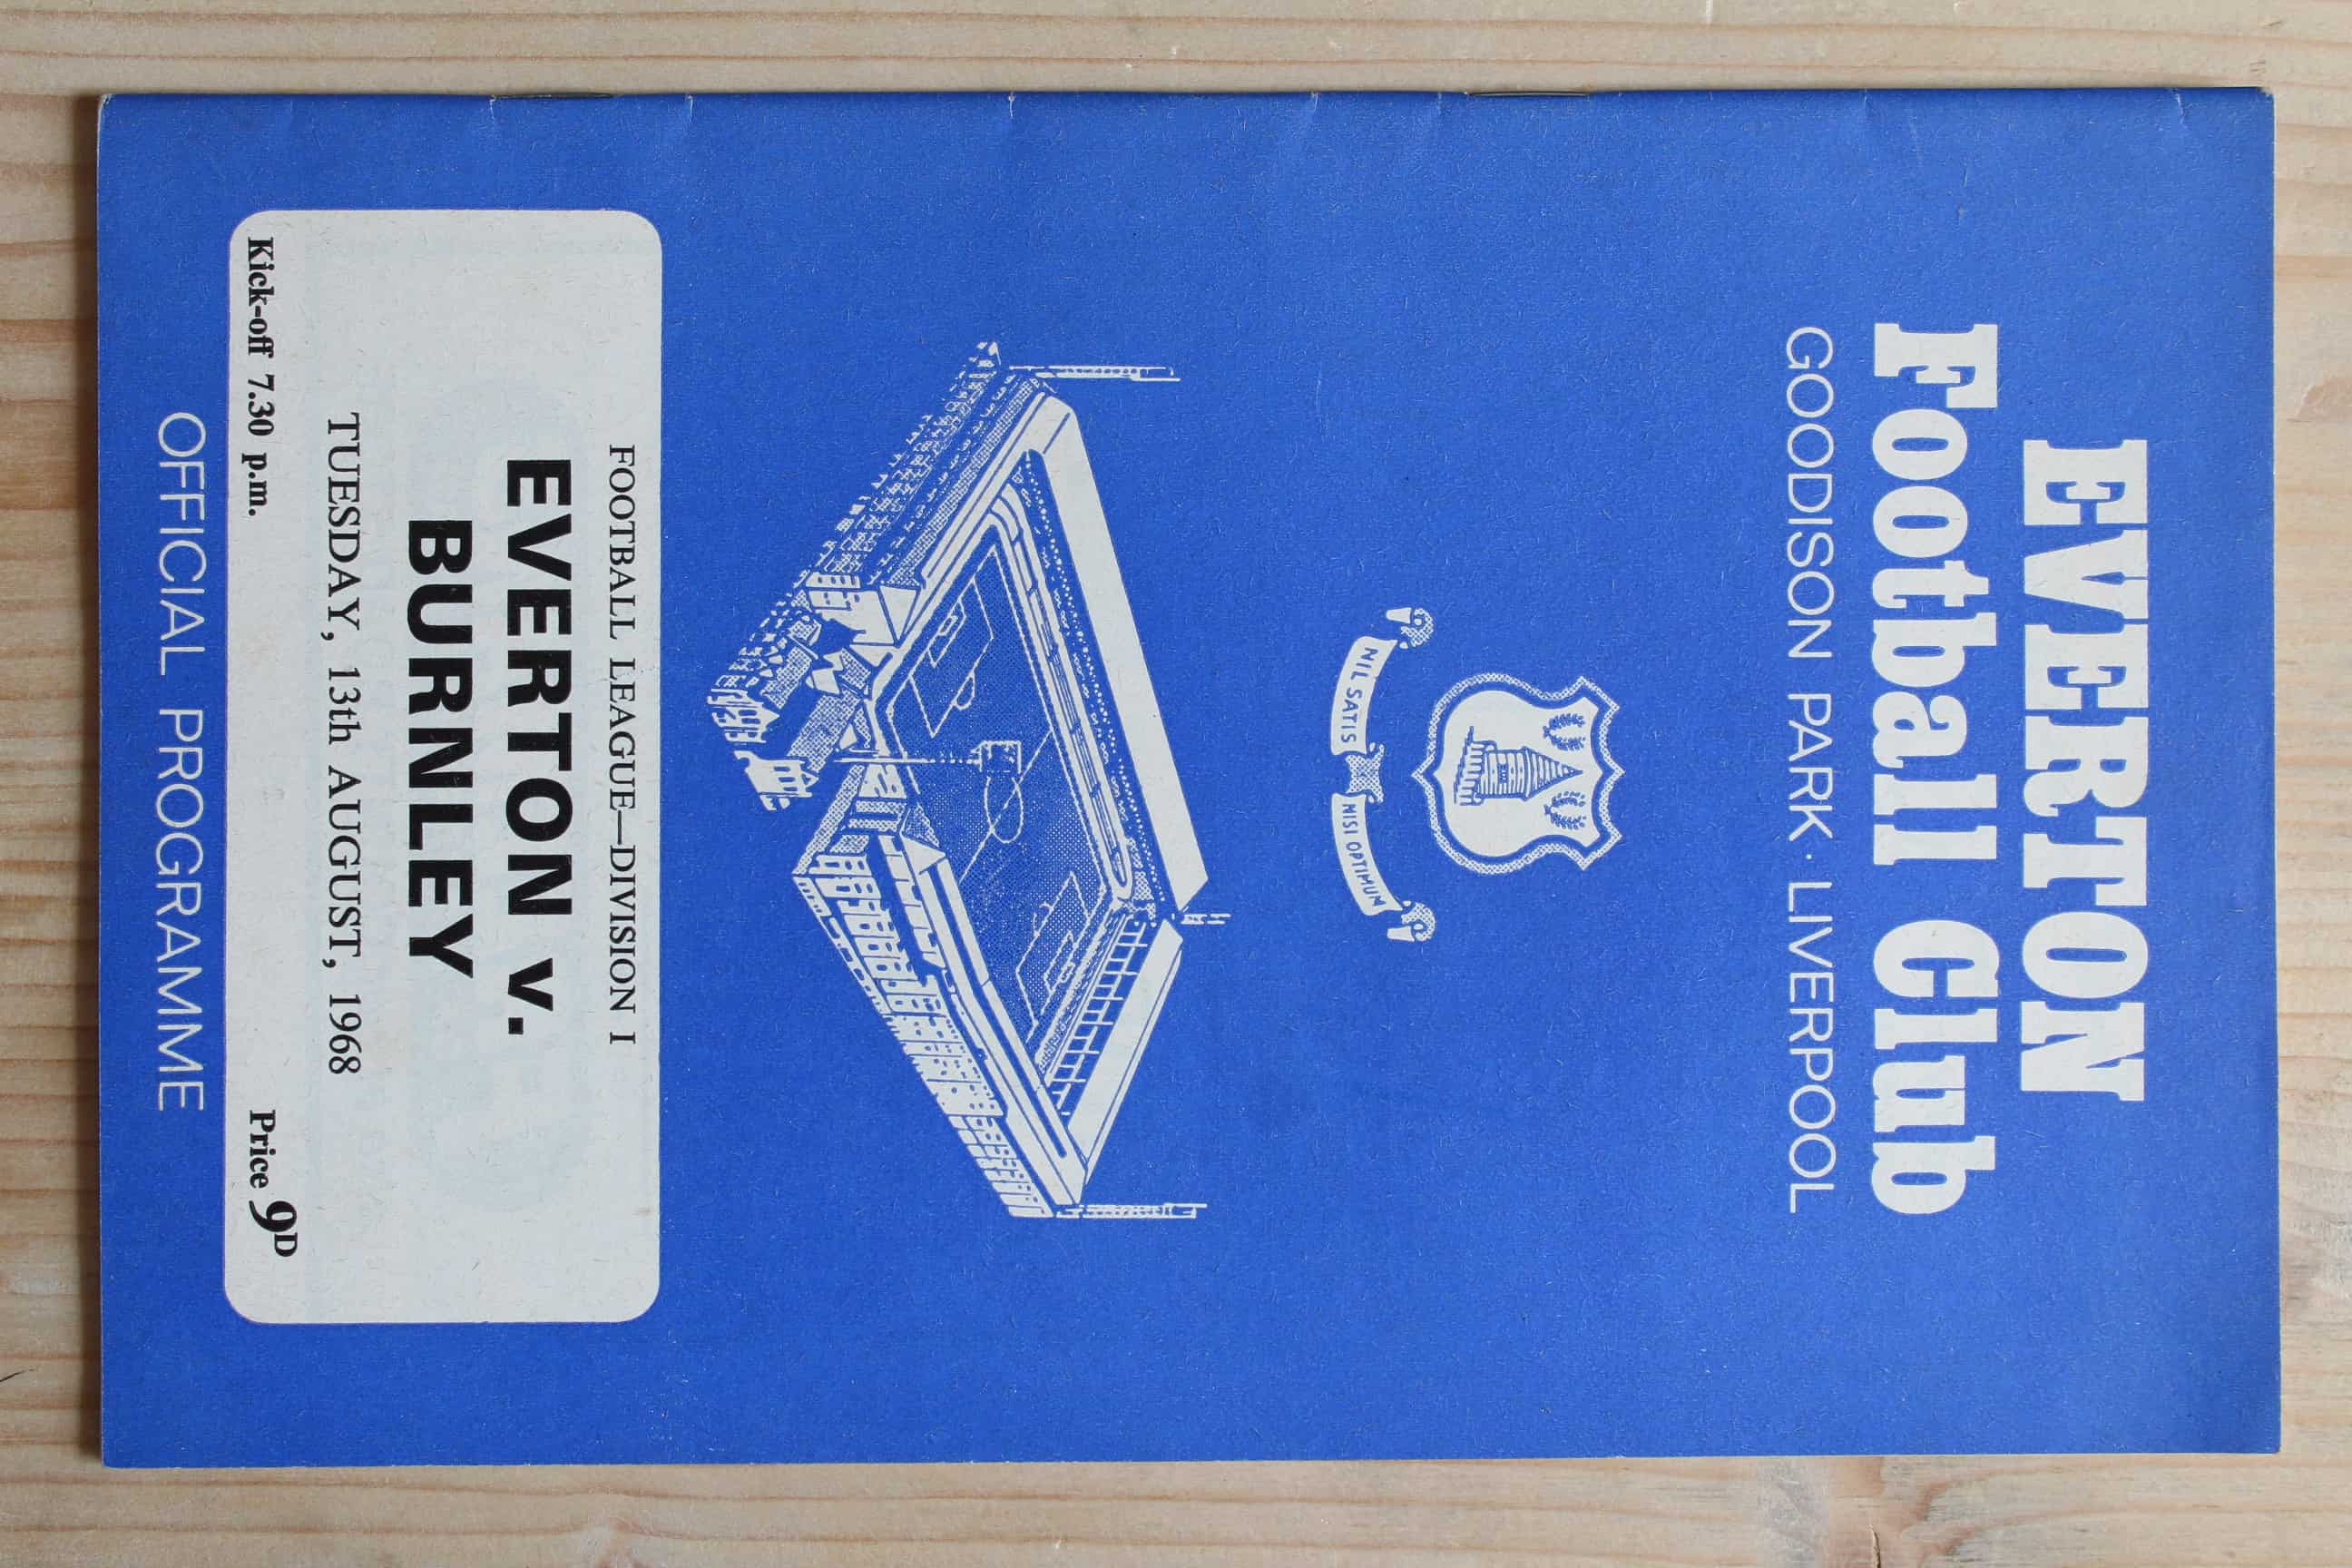 EVERTON
Football Club
GOODISON PARK · LIVERPOOL
NIL SATIS NISI OPTIMUM
FOOTBALL LEAGUE—DIVISION I
EVERTON v.
BURNLEY
TUESDAY, 13th AUGUST, 1968
Kick-off 7.30 p.m. Price 9D
OFFICIAL PROGRAMME